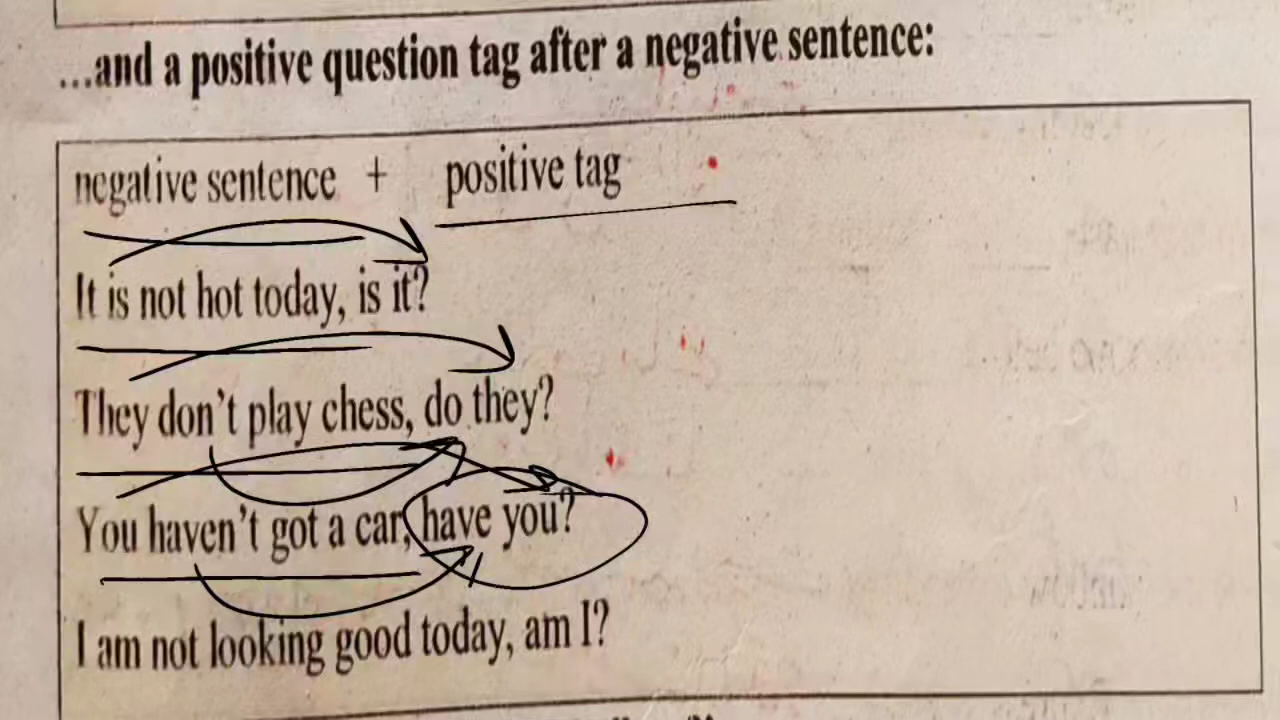 ...and a positive question tag after a negative sentence:
negative sentence + positive tag
It is not hot today, is it?
They don't play chess, do they?
You haven't got a car, have you?
I am not looking good today, am I?